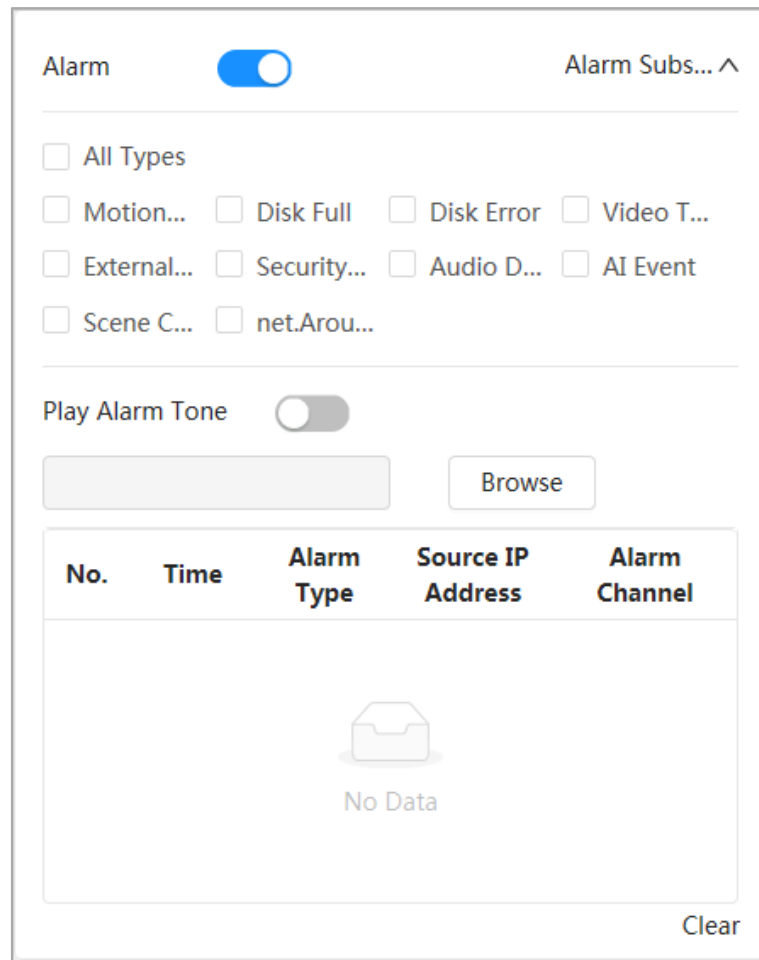 Alarm Alarm Subs...
All Types
Motion... Disk Full Disk Error Video T...
External... Security... Audio D... AI Event
Scene C... net.Arou...
Play Alarm Tone
Browse
No. Time Alarm Type Source IP Address Alarm Channel
No Data
Clear